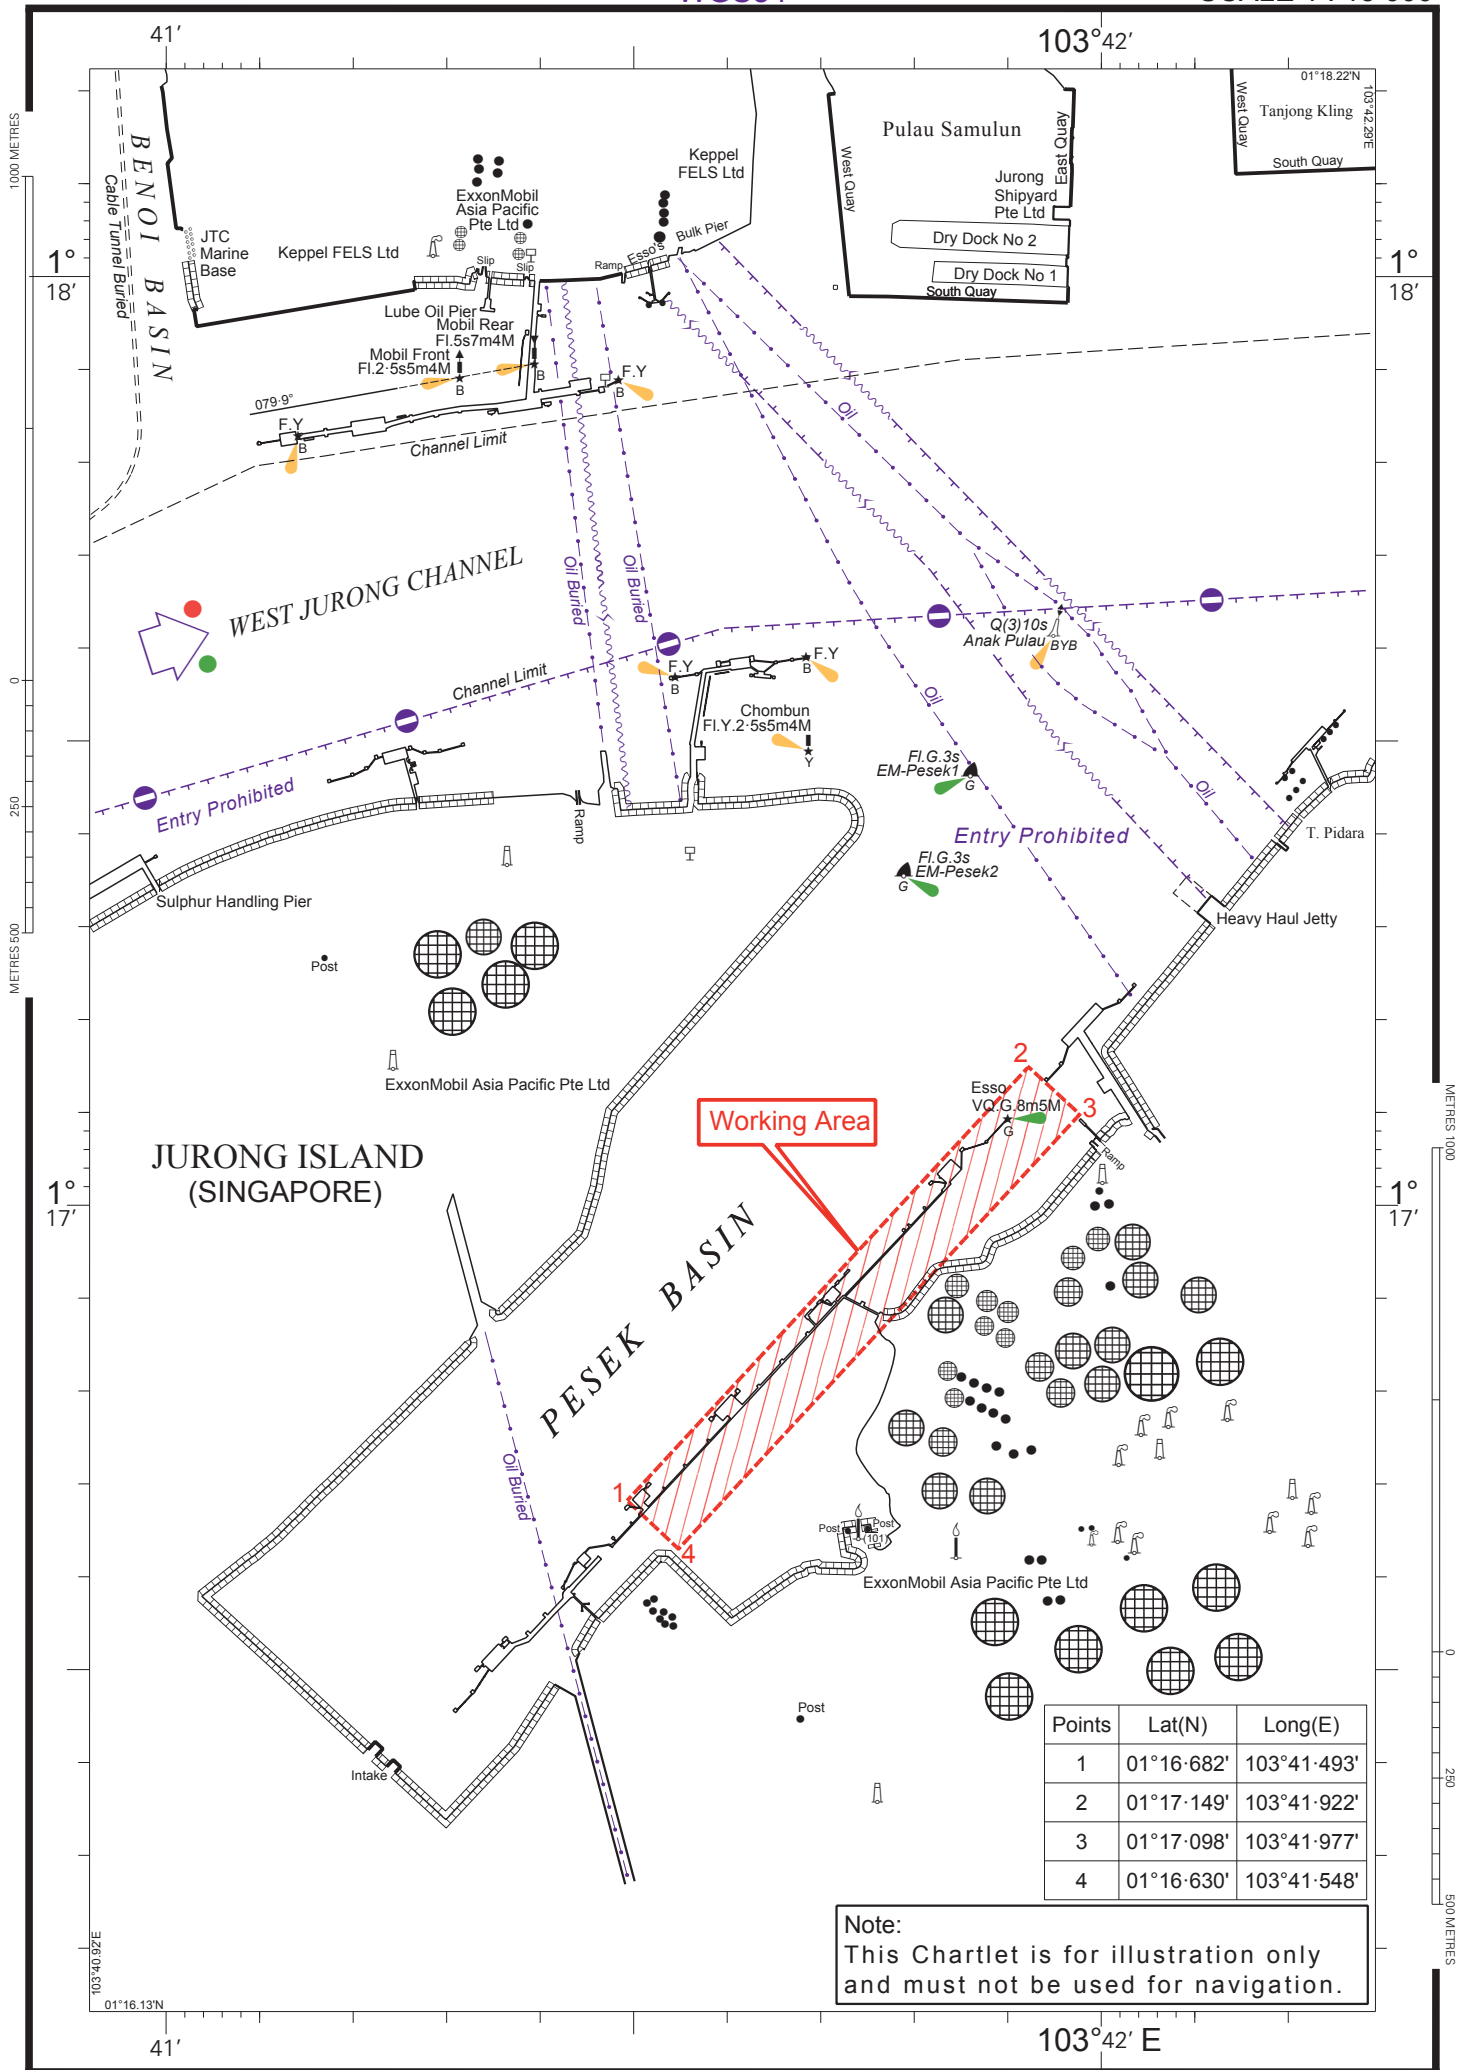 41′
103°42′
01°18.22'N
103°42.29'E
1000 METRES
0
250
METRES 500
BENOI BASIN
Cable Tunnel Buried
JTC
Marine
Base
Keppel FELS Ltd
ExxonMobil
Asia Pacific
Pte Ltd
Keppel
FELS Ltd
Slip
Slip
Ramp
Esso's
Bulk Pier
Pulau Samulun
West Quay
East Quay
Jurong
Shipyard
Pte Ltd
Dry Dock No 2
Dry Dock No 1
South Quay
West Quay
Tanjong Kling
South Quay
1°
18′
1°
18′
Lube Oil Pier
Mobil Rear
Fl.5s7m4M
Mobil Front
Fl.2·5s5m4M
B
B
079·9°
F.Y
B
F.Y
B
Channel Limit
Oil
WEST JURONG CHANNEL
Oil Buried
Oil Buried
Q(3)10s
Anak Pulau
BYB
Channel Limit
F.Y
B
F.Y
B
Oil
Chombun
Fl.Y.2·5s5m4M
Y
Fl.G.3s
EM-Pesek1
G
Oil
Entry Prohibited
Ramp
Entry Prohibited
T. Pidara
Fl.G.3s
EM-Pesek2
G
Sulphur Handling Pier
Heavy Haul Jetty
Post
ExxonMobil Asia Pacific Pte Ltd
2
Esso
VQ.G.8m5M
G
3
Working Area
Ramp
JURONG ISLAND
(SINGAPORE)
1°
17′
1°
17′
METRES 1000
0
250
500 METRES
PESEK BASIN
Oil Buried
1
4
Post
Post
(101)
ExxonMobil Asia Pacific Pte Ltd
Post
Intake
Points Lat(N) Long(E)
1 01°16·682' 103°41·493'
2 01°17·149' 103°41·922'
3 01°17·098' 103°41·977'
4 01°16·630' 103°41·548'
Note:
This Chartlet is for illustration only
and must not be used for navigation.
103°40.92'E
01°16.13'N
41′
103°42′ E